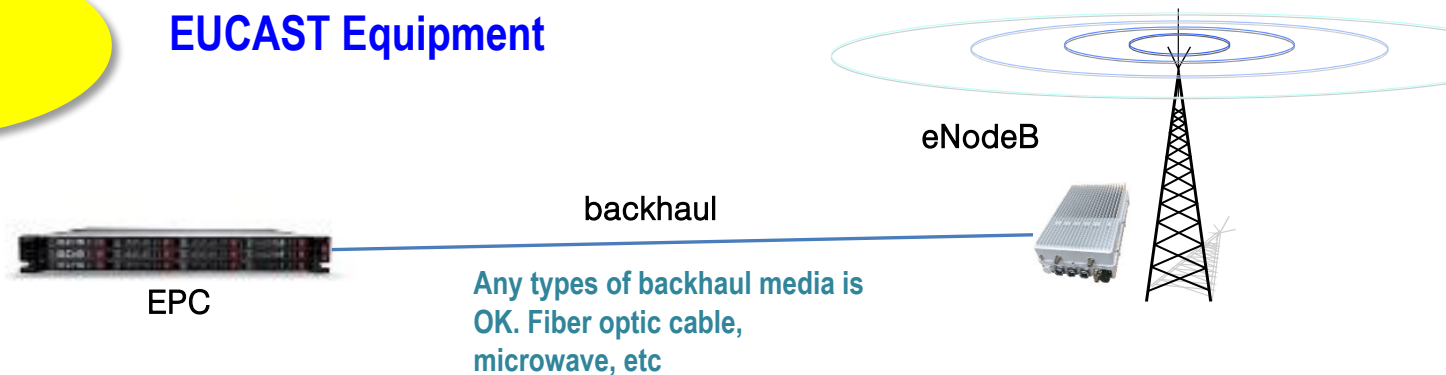 EUCAST Equipment
eNodeB
backhaul
EPC
Any types of backhaul media is
OK. Fiber optic cable,
microwave, etc